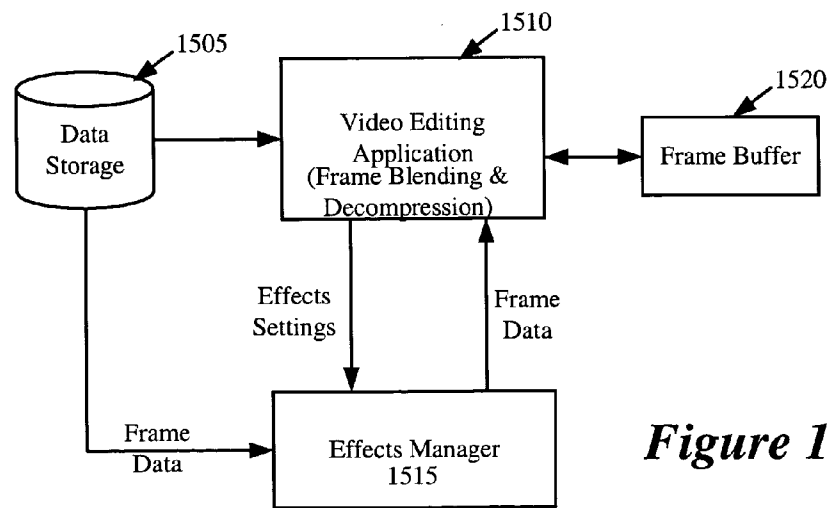 1505
1510
1520
Data
Storage
Video Editing
Application
(Frame Blending &
Decompression)
Frame Buffer
Effects
Settings
Frame
Data
Frame
Data
Effects Manager
1515
Figure 1